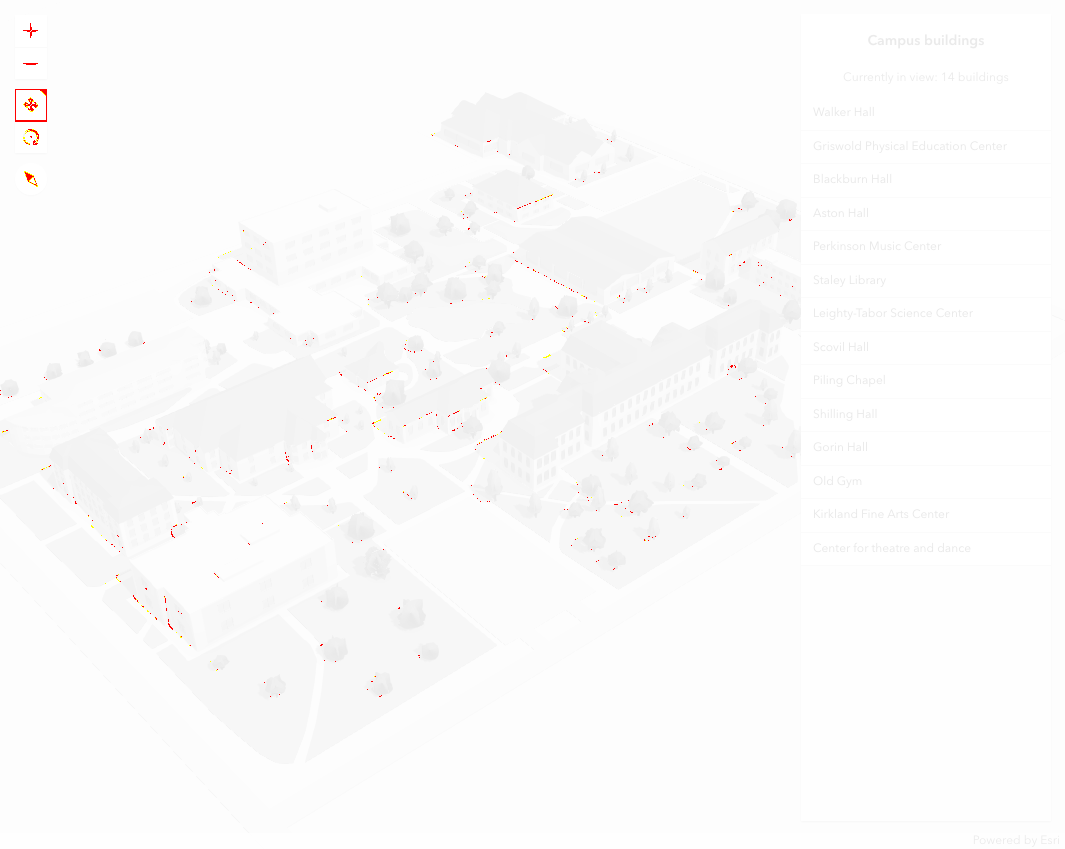 Campus buildings
Currently in view: 14 buildings
Walker Hall
Griswold Physical Education Center
Blackburn Hall
Aston Hall
Perkinson Music Center
Staley Library
Leighty-Tabor Science Center
Scovil Hall
Piling Chapel
Shilling Hall
Gorin Hall
Old Gym
Kirkland Fine Arts Center
Center for theatre and dance
Powered by Esri